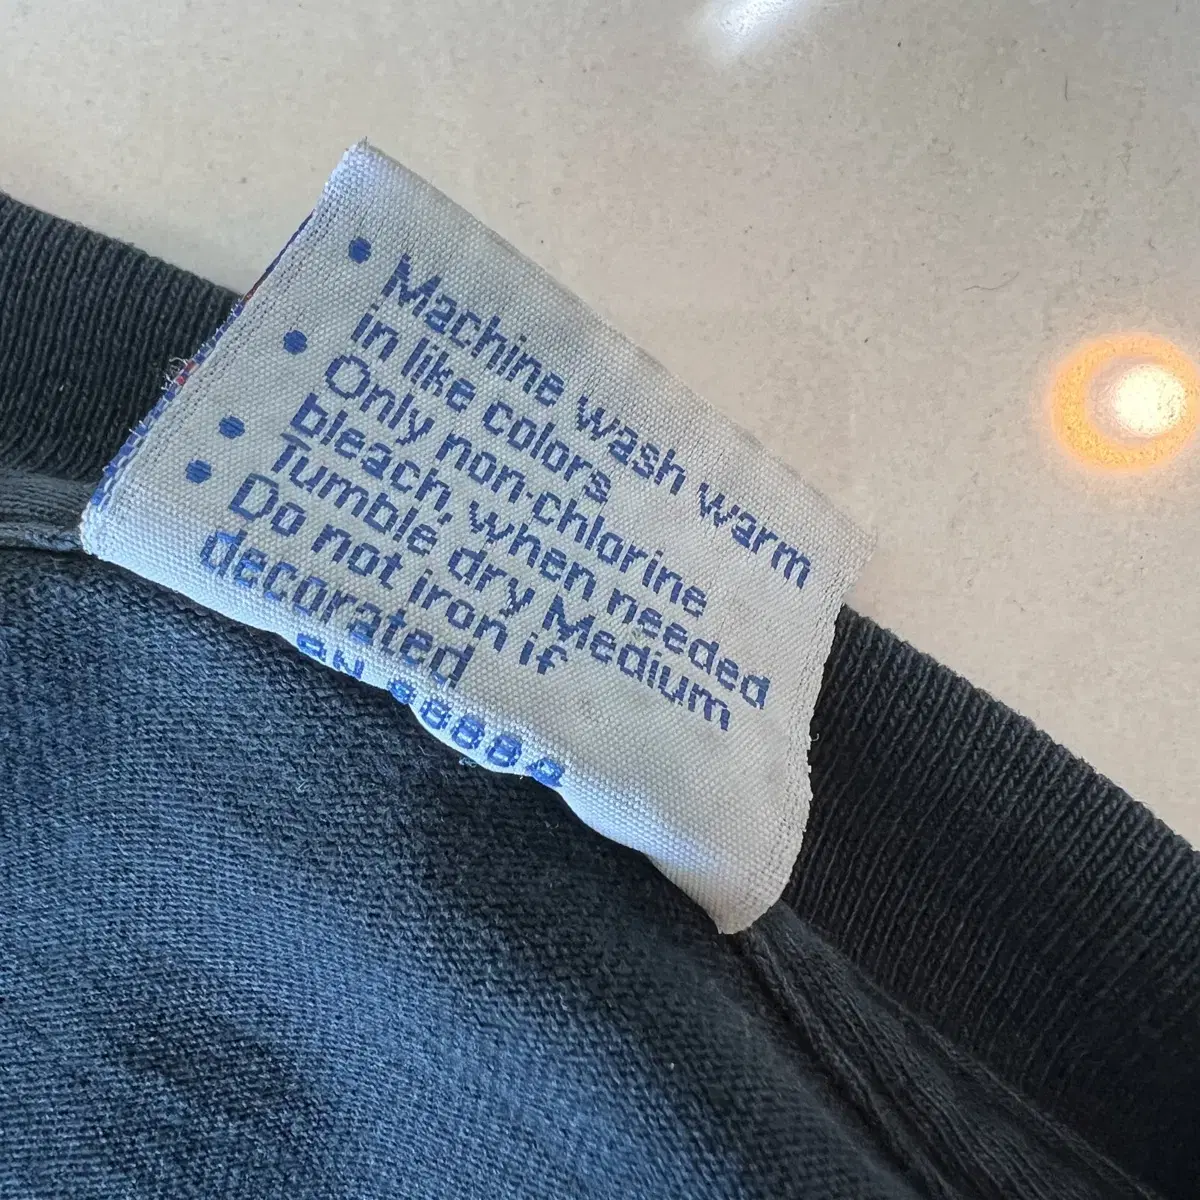 • Machine wash warm
in like colors
• Only non-chlorine
bleach, when needed
• Tumble dry Medium
• Do not iron if
decorated
RN